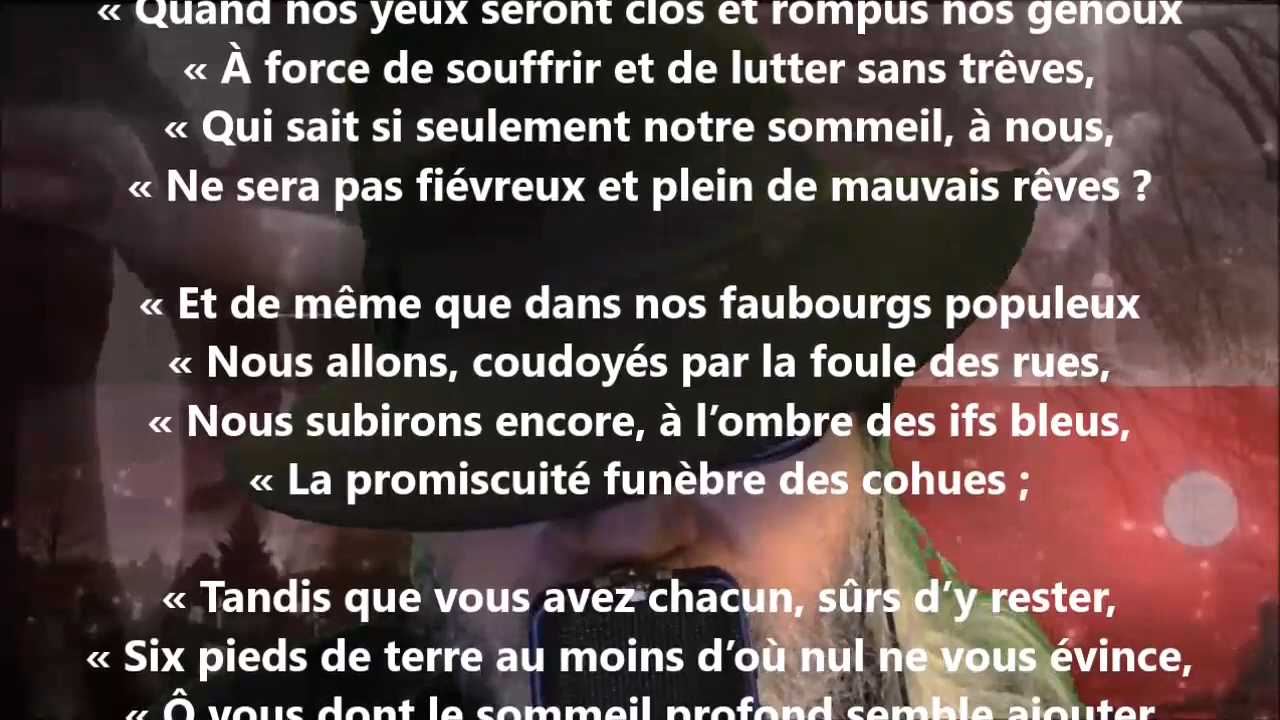 « Quand nos yeux seront clos et rompus nos genoux
« À force de souffrir et de lutter sans trêves,
« Qui sait si seulement notre sommeil, à nous,
« Ne sera pas fiévreux et plein de mauvais rêves ?
« Et de même que dans nos faubourgs populeux
« Nous allons, coudoyés par la foule des rues,
« Nous subirons encore, à l’ombre des ifs bleus,
« La promiscuité funèbre des cohues ;
« Tandis que vous avez chacun, sûrs d’y rester,
« Six pieds de terre au moins d’où nul ne vous évince,
« Ô vous dont le sommeil profond semble ajouter